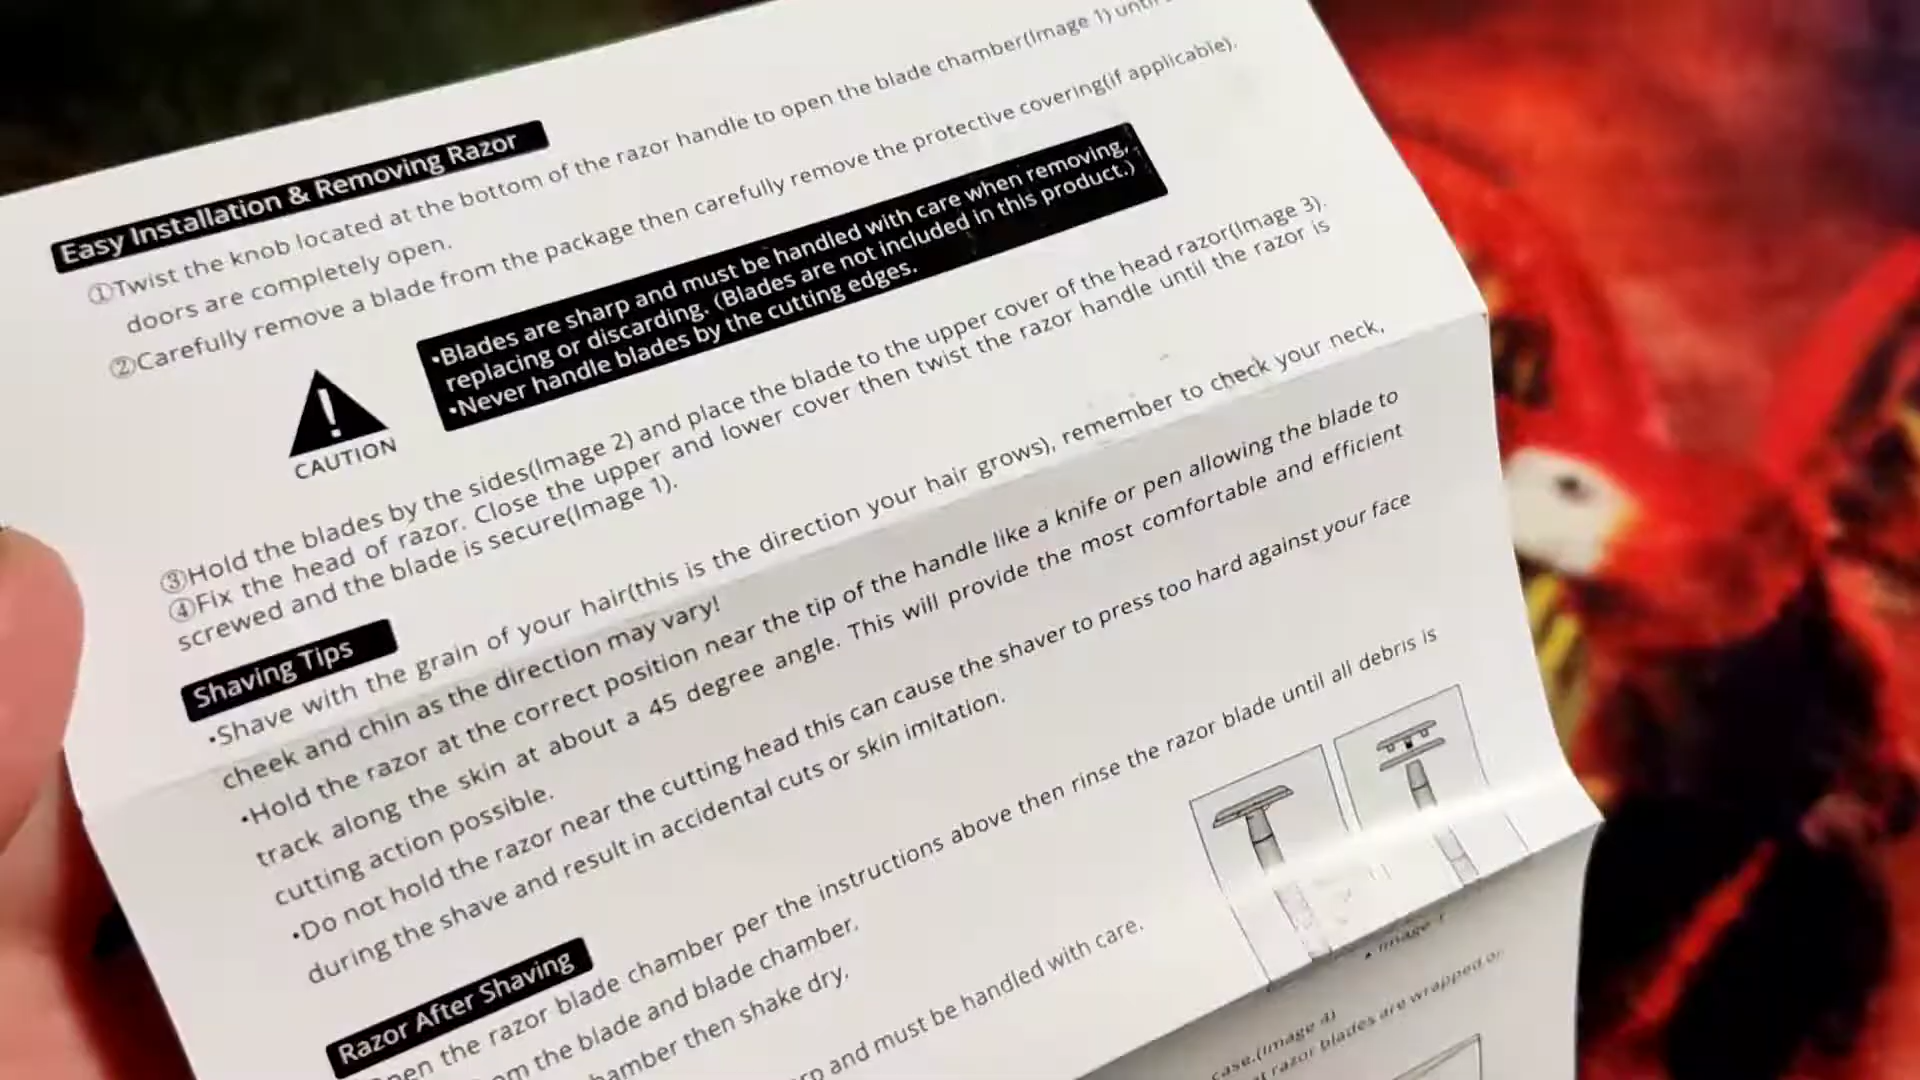 Easy Installation & Removing Razor
①Twist the knob located at the bottom of the razor handle to open the blade chamber(Image 1) until
doors are completely open.
②Carefully remove a blade from the package then carefully remove the protective covering(if applicable).
•Blades are sharp and must be handled with care when removing,
replacing or discarding. (Blades are not included in this product.)
•Never handle blades by the cutting edges.
CAUTION
③Hold the blades by the sides(Image 2) and place the blade to the upper cover of the head razor(Image 3).
④Fix the head of razor. Close the upper and lower cover then twist the razor handle until the razor is
screwed and the blade is secure(Image 1).
Shaving Tips
•Shave with the grain of your hair(this is the direction your hair grows), remember to check your neck,
cheek and chin as the direction may vary!
•Hold the razor at the correct position near the tip of the handle like a knife or pen allowing the blade to
track along the skin at about a 45 degree angle. This will provide the most comfortable and efficient
cutting action possible.
•Do not hold the razor near the cutting head this can cause the shaver to press too hard against your face
during the shave and result in accidental cuts or skin imitation.
Razor After Shaving
the razor blade chamber per the instructions above then rinse the razor blade until all debris is
the blade and blade chamber.
then shake dry.
and must be handled with care.
Image
case.(Image 4)
razor blades are wrapped